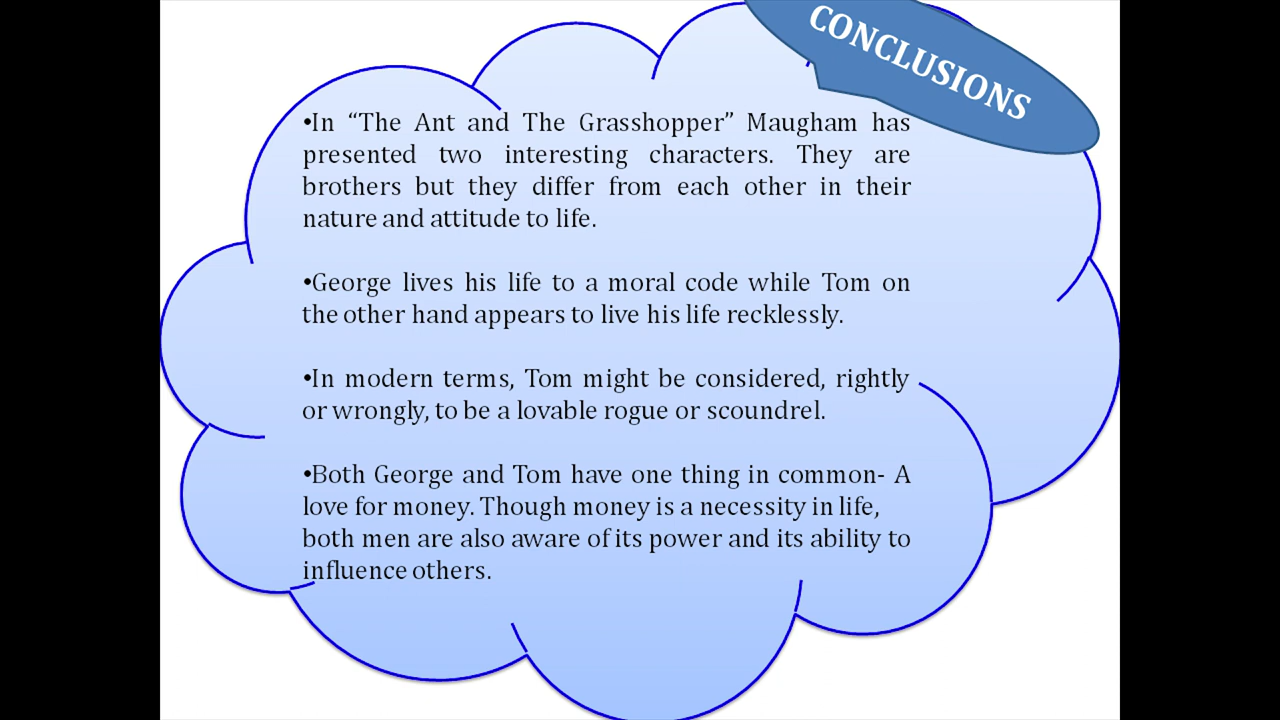 CONCLUSIONS
•In “The Ant and The Grasshopper” Maugham has
presented two interesting characters. They are
brothers but they differ from each other in their
nature and attitude to life.
•George lives his life to a moral code while Tom on
the other hand appears to live his life recklessly.
•In modern terms, Tom might be considered, rightly
or wrongly, to be a lovable rogue or scoundrel.
•Both George and Tom have one thing in common- A
love for money. Though money is a necessity in life,
both men are also aware of its power and its ability to
influence others.